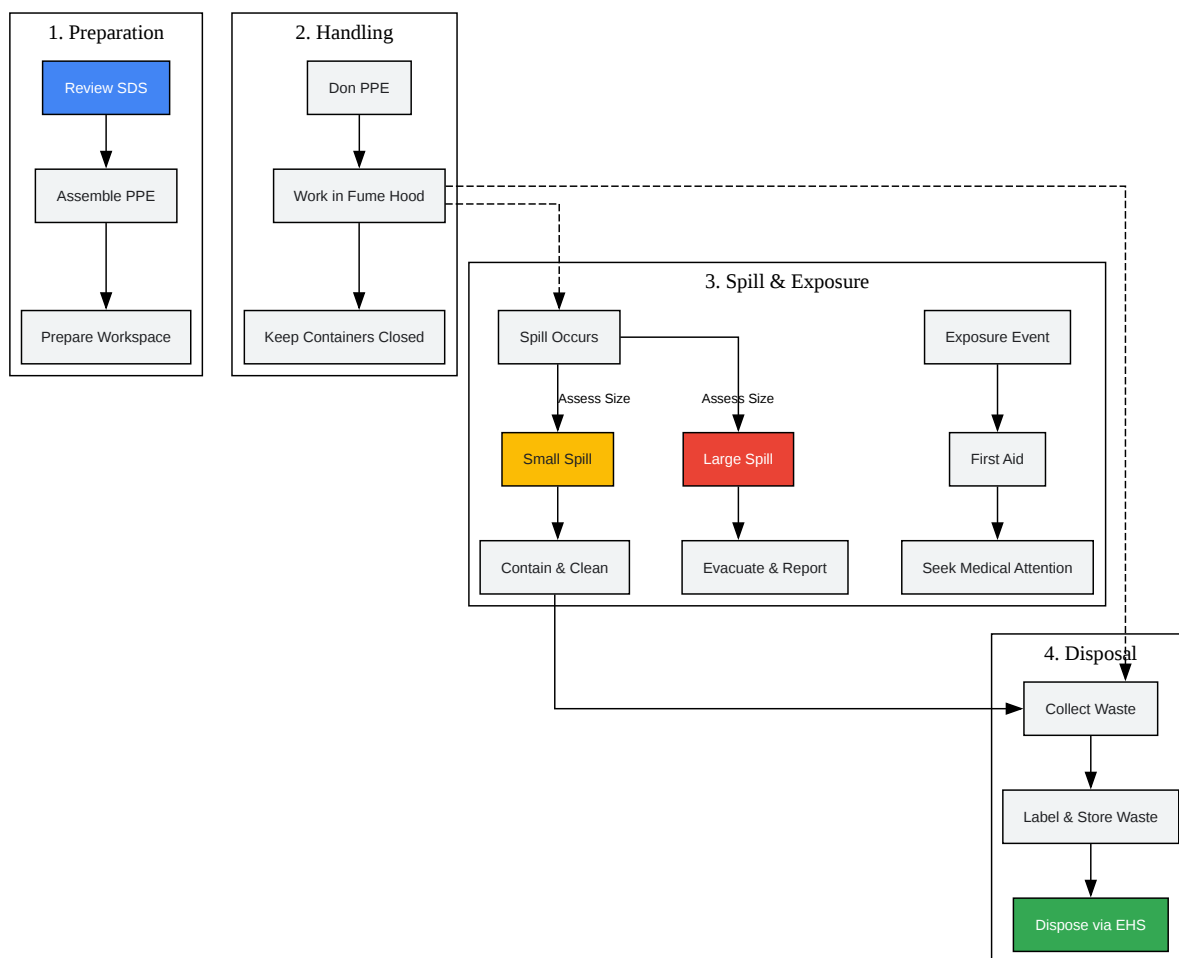 1. Preparation
Review SDS
Assemble PPE
Prepare Workspace
2. Handling
Don PPE
Work in Fume Hood
Keep Containers Closed
3. Spill & Exposure
Spill Occurs
Exposure Event
Assess Size
Assess Size
Small Spill
Large Spill
First Aid
Contain & Clean
Evacuate & Report
Seek Medical Attention
4. Disposal
Collect Waste
Label & Store Waste
Dispose via EHS